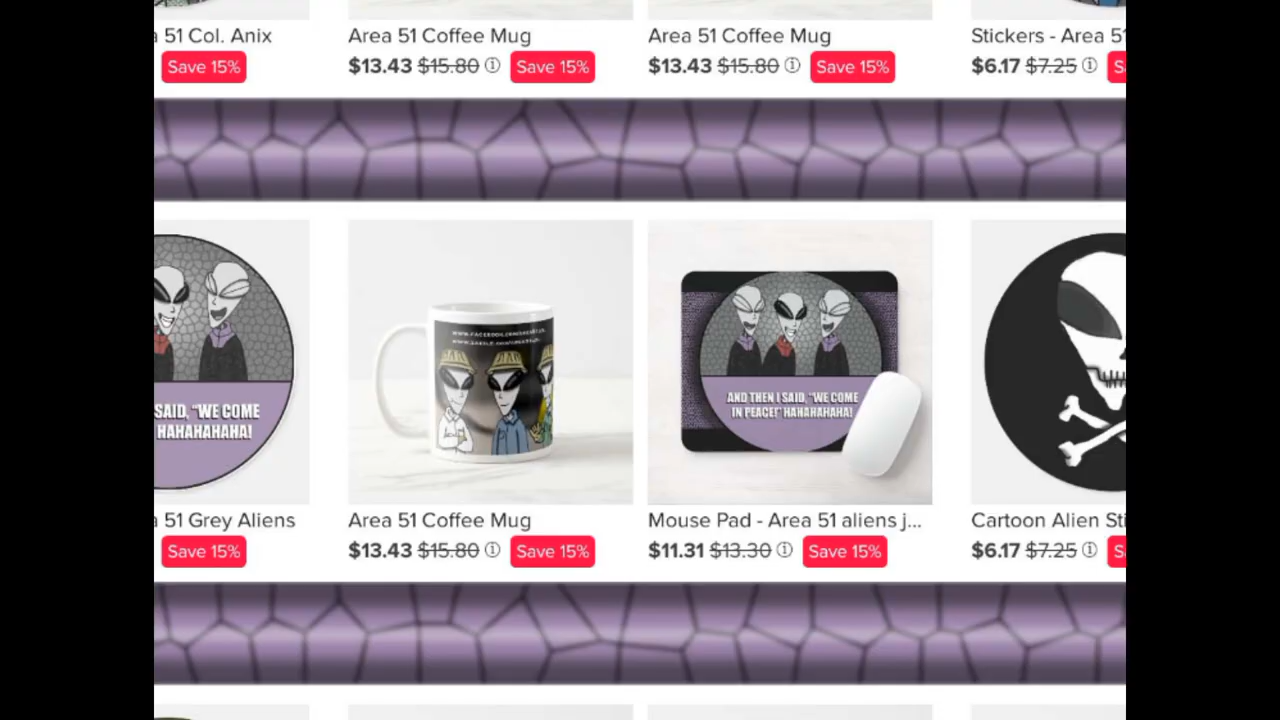 a 51 Col. Anix
Save 15%
Area 51 Coffee Mug
$13.43 $15.80 Save 15%
Area 51 Coffee Mug
$13.43 $15.80 Save 15%
Stickers - Area 51
$6.17 $7.25 S
SAID, "WE COME
HAHAHAHAHA!
AND THEN I SAID, "WE COME
IN PEACE!" HAHAHAHA!
a 51 Grey Aliens
Save 15%
Area 51 Coffee Mug
$13.43 $15.80 Save 15%
Mouse Pad - Area 51 aliens j...
$11.31 $13.30 Save 15%
Cartoon Alien Sti
$6.17 $7.25 S